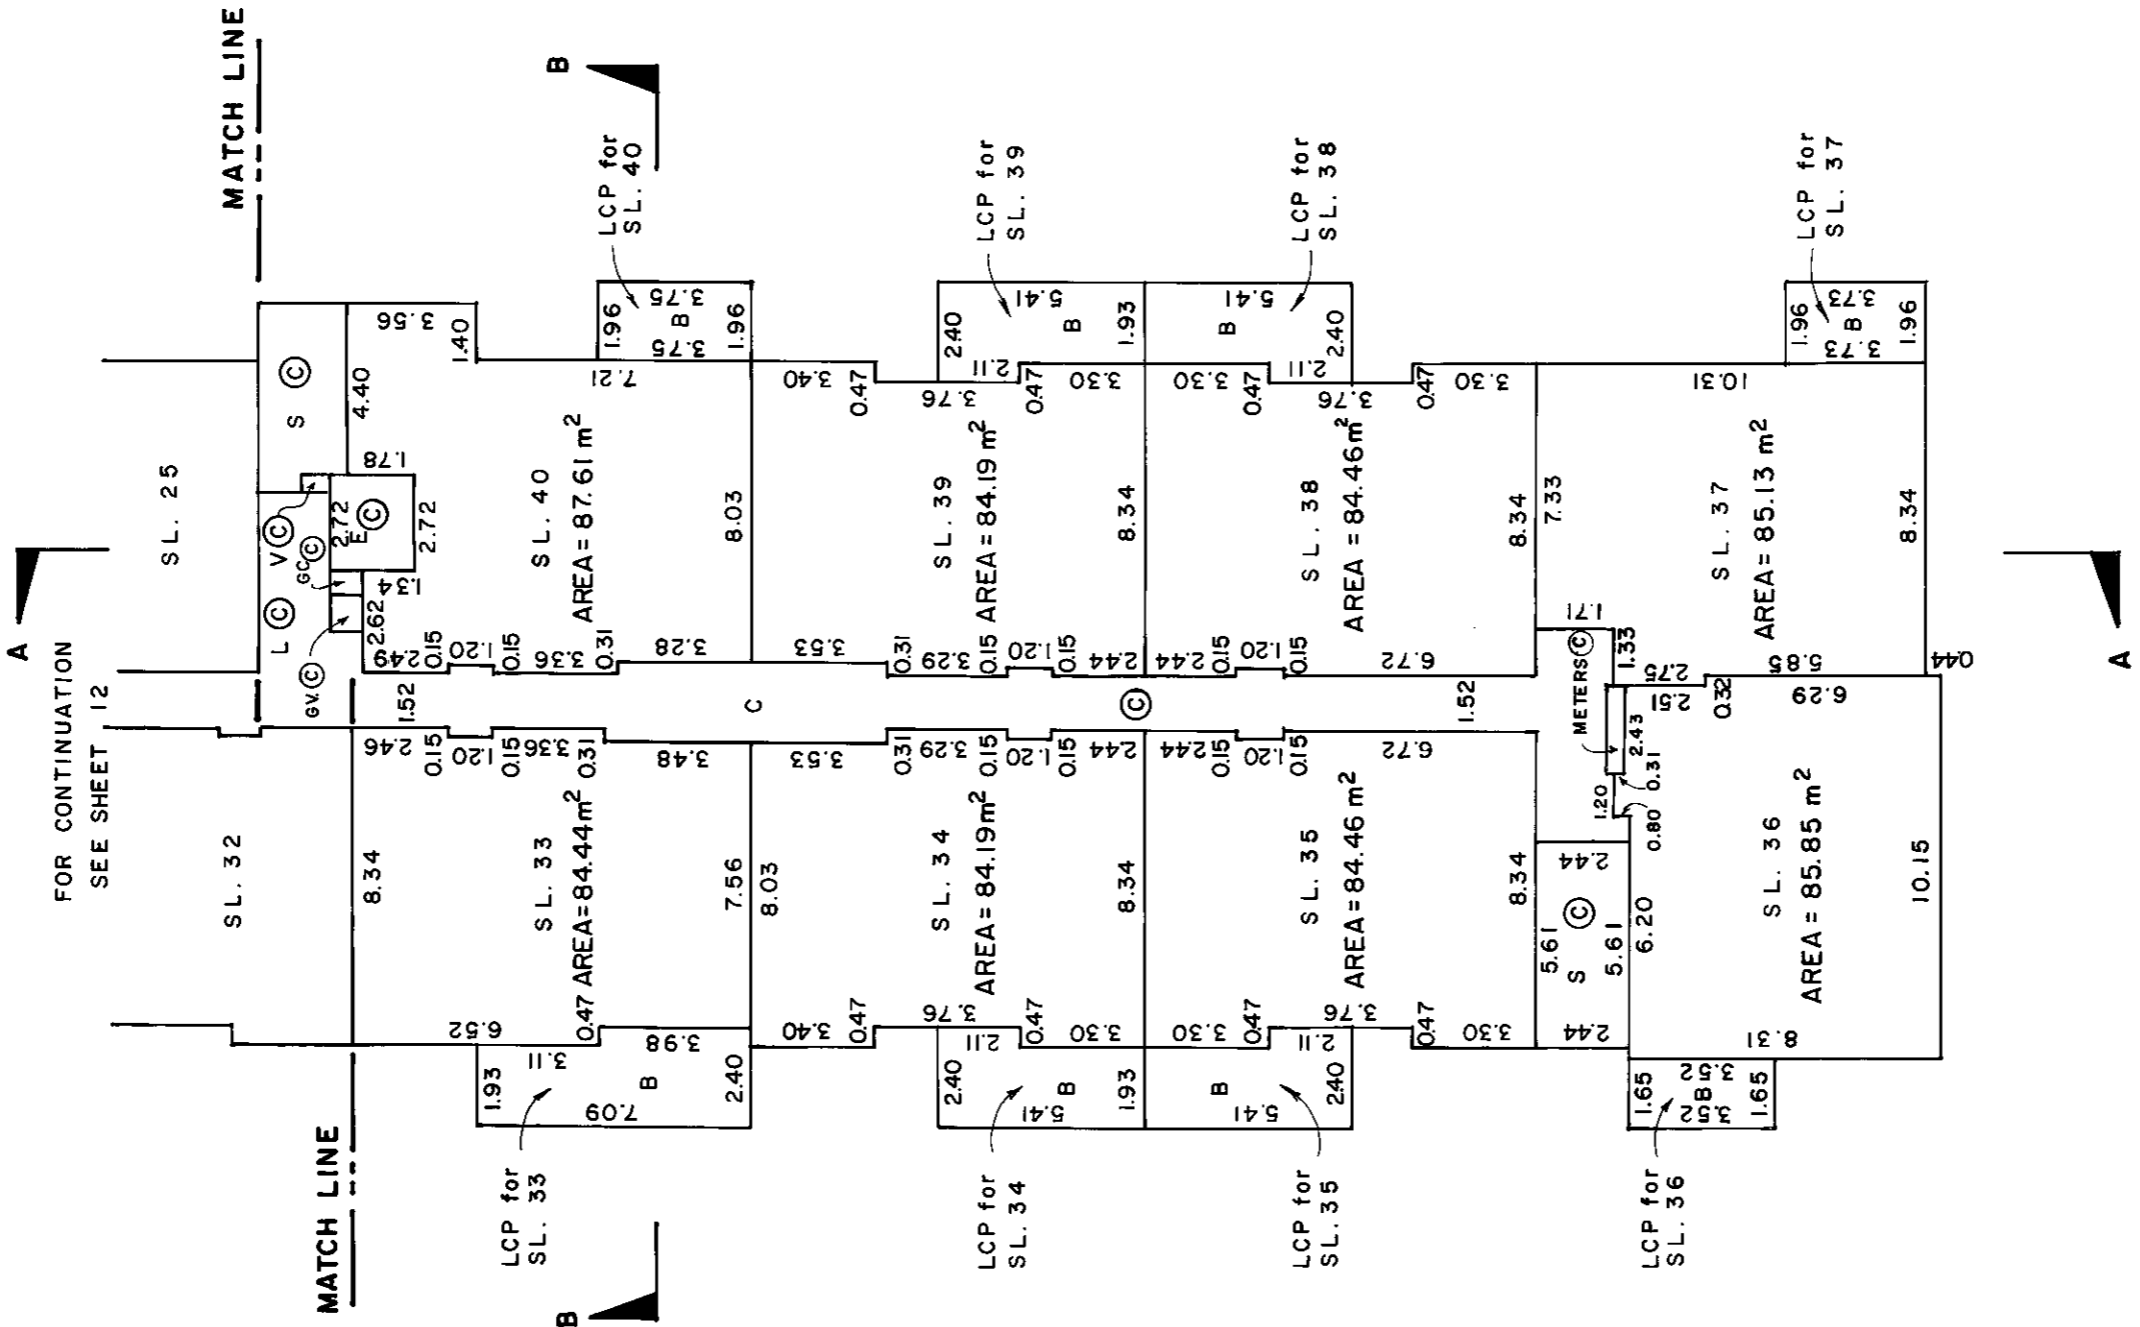 FOR CONTINUATION
SEE SHEET 12
MATCH LINE
MATCH LINE
A
A
B
B
SL. 25
SL. 32
L Ⓒ
V Ⓒ
S Ⓒ
GC Ⓒ
GV. Ⓒ
E Ⓒ
2.72
2.72
1.78
4.40
3.56
1.40
1.34
2.62
2.49
0.15
1.20
0.15
3.36
0.31
3.28
7.21
8.03
SL. 40
AREA = 87.61 m²
LCP for
SL. 40
1.96
3.75
B
3.75
1.96
8.34
2.46
0.15
1.20
0.15
3.36
0.31
3.48
7.56
6.52
0.47
3.98
SL. 33
AREA = 84.44 m²
LCP for
SL. 33
1.93
3.11
B
7.09
2.40
1.52
C
Ⓒ
1.52
3.40
0.47
3.76
0.47
3.30
3.53
0.31
3.29
0.15
1.20
0.15
2.44
8.34
SL. 39
AREA = 84.19 m²
LCP for
SL. 39
2.40
5.41
2.11
B
1.93
8.03
3.53
0.31
3.29
0.15
1.20
0.15
2.44
3.40
0.47
3.76
0.47
3.30
8.34
SL. 34
AREA = 84.19 m²
LCP for
SL. 34
2.40
2.11
B
5.41
1.93
3.30
0.47
3.76
0.47
3.30
2.44
0.15
1.20
0.15
6.72
8.34
SL. 38
AREA = 84.46 m²
LCP for
SL. 38
5.41
B
2.11
2.40
2.44
0.15
1.20
0.15
6.72
3.30
0.47
3.76
0.47
3.30
8.34
SL. 35
AREA = 84.46 m²
LCP for
SL. 35
B
2.11
5.41
2.40
7.33
1.71
1.33
2.75
5.85
0.44
10.31
8.34
SL. 37
AREA = 85.13 m²
LCP for
SL. 37
1.96
3.73
B
3.73
1.96
METERS Ⓒ
5.61
2.44
S Ⓒ
5.61
2.44
6.20
0.80
1.20
0.31
2.43
2.51
0.32
6.29
8.31
10.15
SL. 36
AREA = 85.85 m²
LCP for
SL. 36
1.65
3.52
B
3.52
1.65